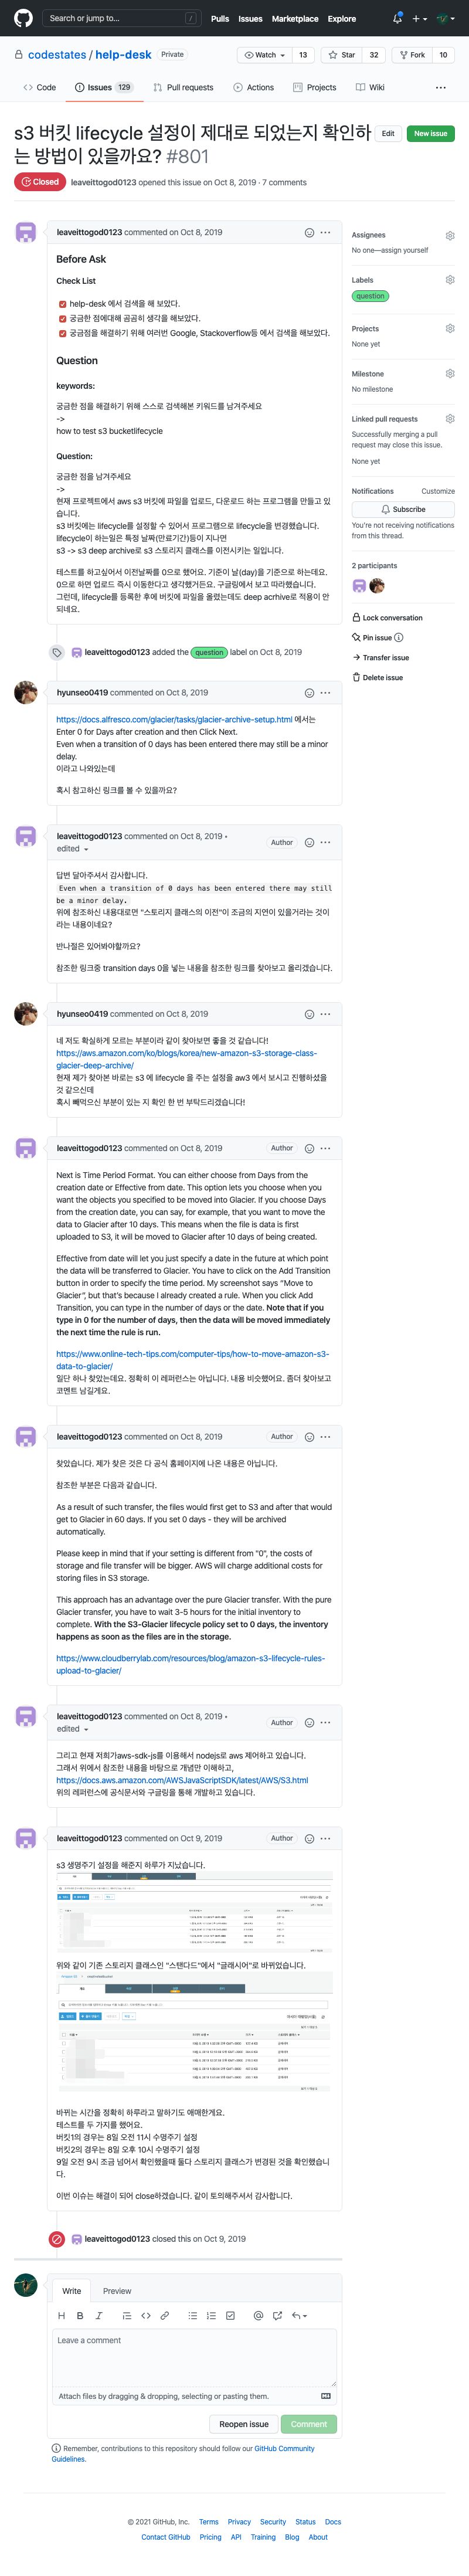 Search or jump to...
/
Pulls Issues Marketplace Explore
codestates / help-desk Private
Watch 13 Star 32 Fork 10
Code Issues 129 Pull requests Actions Projects Wiki
s3 버킷 lifecycle 설정이 제대로 되었는지 확인하
는 방법이 있을까요? #801
Edit New issue
Closed leaveittogod0123 opened this issue on Oct 8, 2019 · 7 comments
leaveittogod0123 commented on Oct 8, 2019
Before Ask
Check List
help-desk 에서 검색을 해 보았다.
궁금한 점에대해 곰곰히 생각을 해보았다.
궁금점을 해결하기 위해 여러번 Google, Stackoverflow등 에서 검색을 해보았다.
Question
keywords:
궁금한 점을 해결하기 위해 스스로 검색해본 키워드를 남겨주세요
->
how to test s3 bucketlifecycle
Question:
궁금한 점을 남겨주세요
->
현재 프로젝트에서 aws s3 버킷에 파일을 업로드, 다운로드 하는 프로그램을 만들고 있
습니다.
s3 버킷에는 lifecycle를 설정할 수 있어서 프로그램으로 lifecycle을 변경했습니다.
lifecycle이 하는일은 특정 날짜(만료기간)등이 지나면
s3 -> s3 deep archive로 s3 스토리지 클래스를 이전시키는 일입니다.
테스트를 하고싶어서 이전날짜를 0으로 했어요. 기준이 날(day)을 기준으로 하는데요.
0으로 하면 업로드 즉시 이동한다고 생각했거든요. 구글링에서 보고 따라했습니다.
그런데, lifecycle를 등록한 후에 버킷에 파일을 올렸는데도 deep acrhive로 적용이 안
되네요.
Assignees
No one—assign yourself
Labels
question
Projects
None yet
Milestone
No milestone
Linked pull requests
Successfully merging a pull
request may close this issue.
None yet
Notifications Customize
Subscribe
You're not receiving notifications
from this thread.
2 participants
Lock conversation
Pin issue
Transfer issue
Delete issue
leaveittogod0123 added the question label on Oct 8, 2019
hyunseo0419 commented on Oct 8, 2019
https://docs.alfresco.com/glacier/tasks/glacier-archive-setup.html 에서는
Enter 0 for Days after creation and then Click Next.
Even when a transition of 0 days has been entered there may still be a minor
delay.
이라고 나와있는데
혹시 참고하신 링크를 볼 수 있을까요?
leaveittogod0123 commented on Oct 8, 2019 •
edited
Author
답변 달아주셔서 감사합니다.
Even when a transition of 0 days has been entered there may still
be a minor delay.
위에 참조하신 내용대로면 "스토리지 클래스의 이전"이 조금의 지연이 있을거라는 것이
라는 내용이네요?
반나절은 있어봐야할까요?
참조한 링크중 transition days 0을 넣는 내용을 참조한 링크를 찾아보고 올리겠습니다.
hyunseo0419 commented on Oct 8, 2019
네 저도 확실하게 모르는 부분이라 같이 찾아보면 좋을 것 같습니다!
https://aws.amazon.com/ko/blogs/korea/new-amazon-s3-storage-class-
glacier-deep-archive/
현재 제가 찾아본 바로는 s3 에 lifecycle 을 주는 설정을 aw3 에서 보시고 진행하셨을
것 같으신데
혹시 빼먹으신 부분이 있는 지 확인 한 번 부탁드리겠습니다!
leaveittogod0123 commented on Oct 8, 2019
Author
Next is Time Period Format. You can either choose from Days from the
creation date or Effective from date. This option lets you choose when you
want the objects you specified to be moved into Glacier. If you choose Days
from the creation date, you can say, for example, that you want to move the
data to Glacier after 10 days. This means when the file is data is first
uploaded to S3, it will be moved to Glacier after 10 days of being created.
Effective from date will let you just specify a date in the future at which point
the data will be transferred to Glacier. You have to click on the Add Transition
button in order to specify the time period. My screenshot says "Move to
Glacier", but that's because I already created a rule. When you click Add
Transition, you can type in the number of days or the date. Note that if you
type in 0 for the number of days, then the data will be moved immediately
the next time the rule is run.
https://www.online-tech-tips.com/computer-tips/how-to-move-amazon-s3-
data-to-glacier/
일단 하나 찾았는데요. 정확히 이 레퍼런스는 아닙니다. 내용 비슷했어요. 좀더 찾아보고
코멘트 남길게요.
leaveittogod0123 commented on Oct 8, 2019
Author
찾았습니다. 제가 찾은 것은 다 공식 홈페이지에 나온 내용은 아닙니다.
참조한 부분은 다음과 같습니다.
As a result of such transfer, the files would first get to S3 and after that would
get to Glacier in 60 days. If you set 0 days - they will be archived
automatically.
Please keep in mind that if your setting is different from "0", the costs of
storage and file transfer will be bigger. AWS will charge additional costs for
storing files in S3 storage.
This approach has an advantage over the pure Glacier transfer. With the pure
Glacier transfer, you have to wait 3-5 hours for the initial inventory to
complete. With the S3-Glacier lifecycle policy set to 0 days, the inventory
happens as soon as the files are in the storage.
https://www.cloudberrylab.com/resources/blog/amazon-s3-lifecycle-rules-
upload-to-glacier/
leaveittogod0123 commented on Oct 8, 2019 •
edited
Author
그리고 현재 저희가aws-sdk-js를 이용해서 nodejs로 aws 제어하고 있습니다.
그래서 위에서 참조한 내용을 바탕으로 개념만 이해하고,
https://docs.aws.amazon.com/AWSJavaScriptSDK/latest/AWS/S3.html
위의 레퍼런스에 공식문서와 구글링을 통해 개발하고 있습니다.
leaveittogod0123 commented on Oct 9, 2019
Author
s3 생명주기 설정을 해준지 하루가 지났습니다.
위와 같이 기존 스토리지 클래스인 "스탠다드"에서 "글래시어"로 바뀌었습니다.
바뀌는 시간을 정확히 하루라고 말하기도 애매한게요.
테스트를 두 가지를 했어요.
버킷1의 경우는 8일 오전 11시 수명주기 설정
버킷2의 경우는 8일 오후 10시 수명주기 설정
9일 오전 9시 조금 넘어서 확인했을때 둘다 스토리지 클래스가 변경된 것을 확인했습니
다.
이번 이슈는 해결이 되어 close하겠습니다. 같이 토의해주셔서 감사합니다.
leaveittogod0123 closed this on Oct 9, 2019
Write Preview
Leave a comment
Attach files by dragging & dropping, selecting or pasting them.
Reopen issue Comment
Remember, contributions to this repository should follow our GitHub Community
Guidelines.
© 2021 GitHub, Inc. Terms Privacy Security Status Docs
Contact GitHub Pricing API Training Blog About